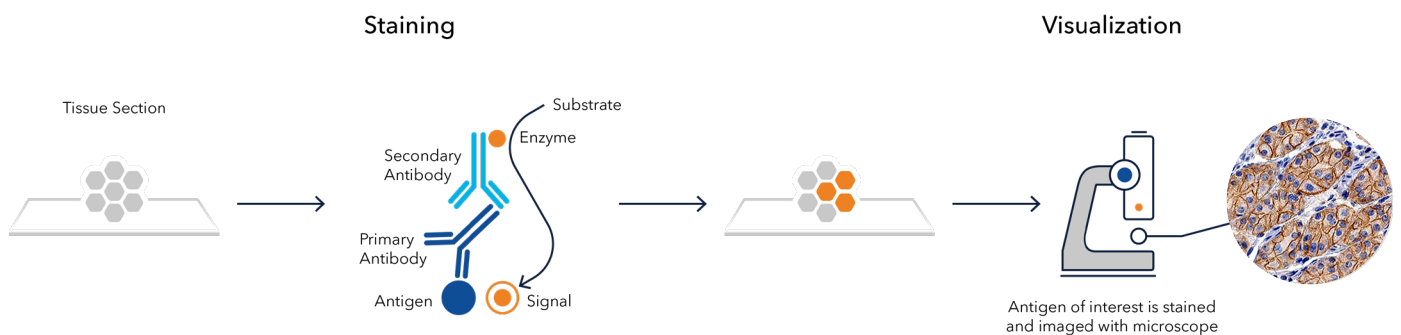 Staining
Visualization
Tissue Section
Substrate
Enzyme
Secondary
Antibody
Primary
Antibody
Antigen
Signal
Antigen of interest is stained
and imaged with microscope